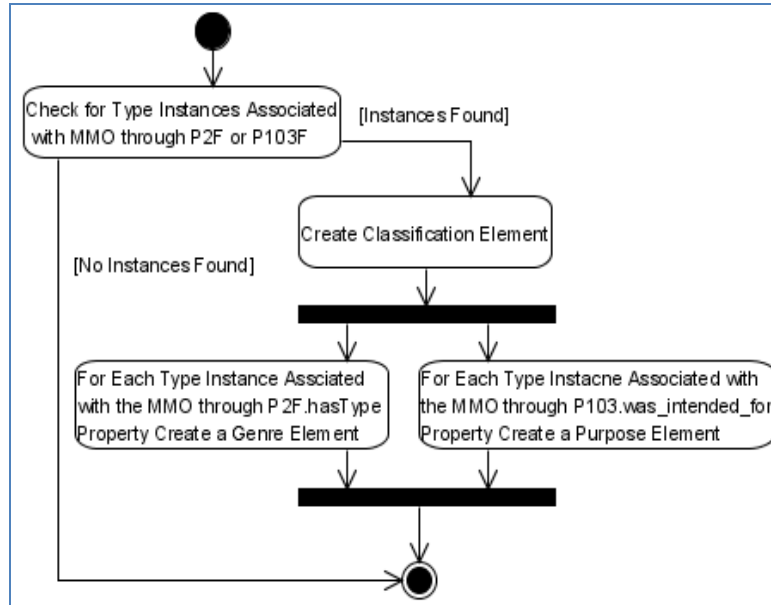 Check for Type Instances Associated
with MMO through P2F or P103F
[Instances Found]
Create Classification Element
[No Instances Found]
For Each Type Instance Assciated
with the MMO through P2F.hasType
Property Create a Genre Element
For Each Type Instacne Associated with
the MMO through P103.was_intended_for
Property Create a Purpose Element